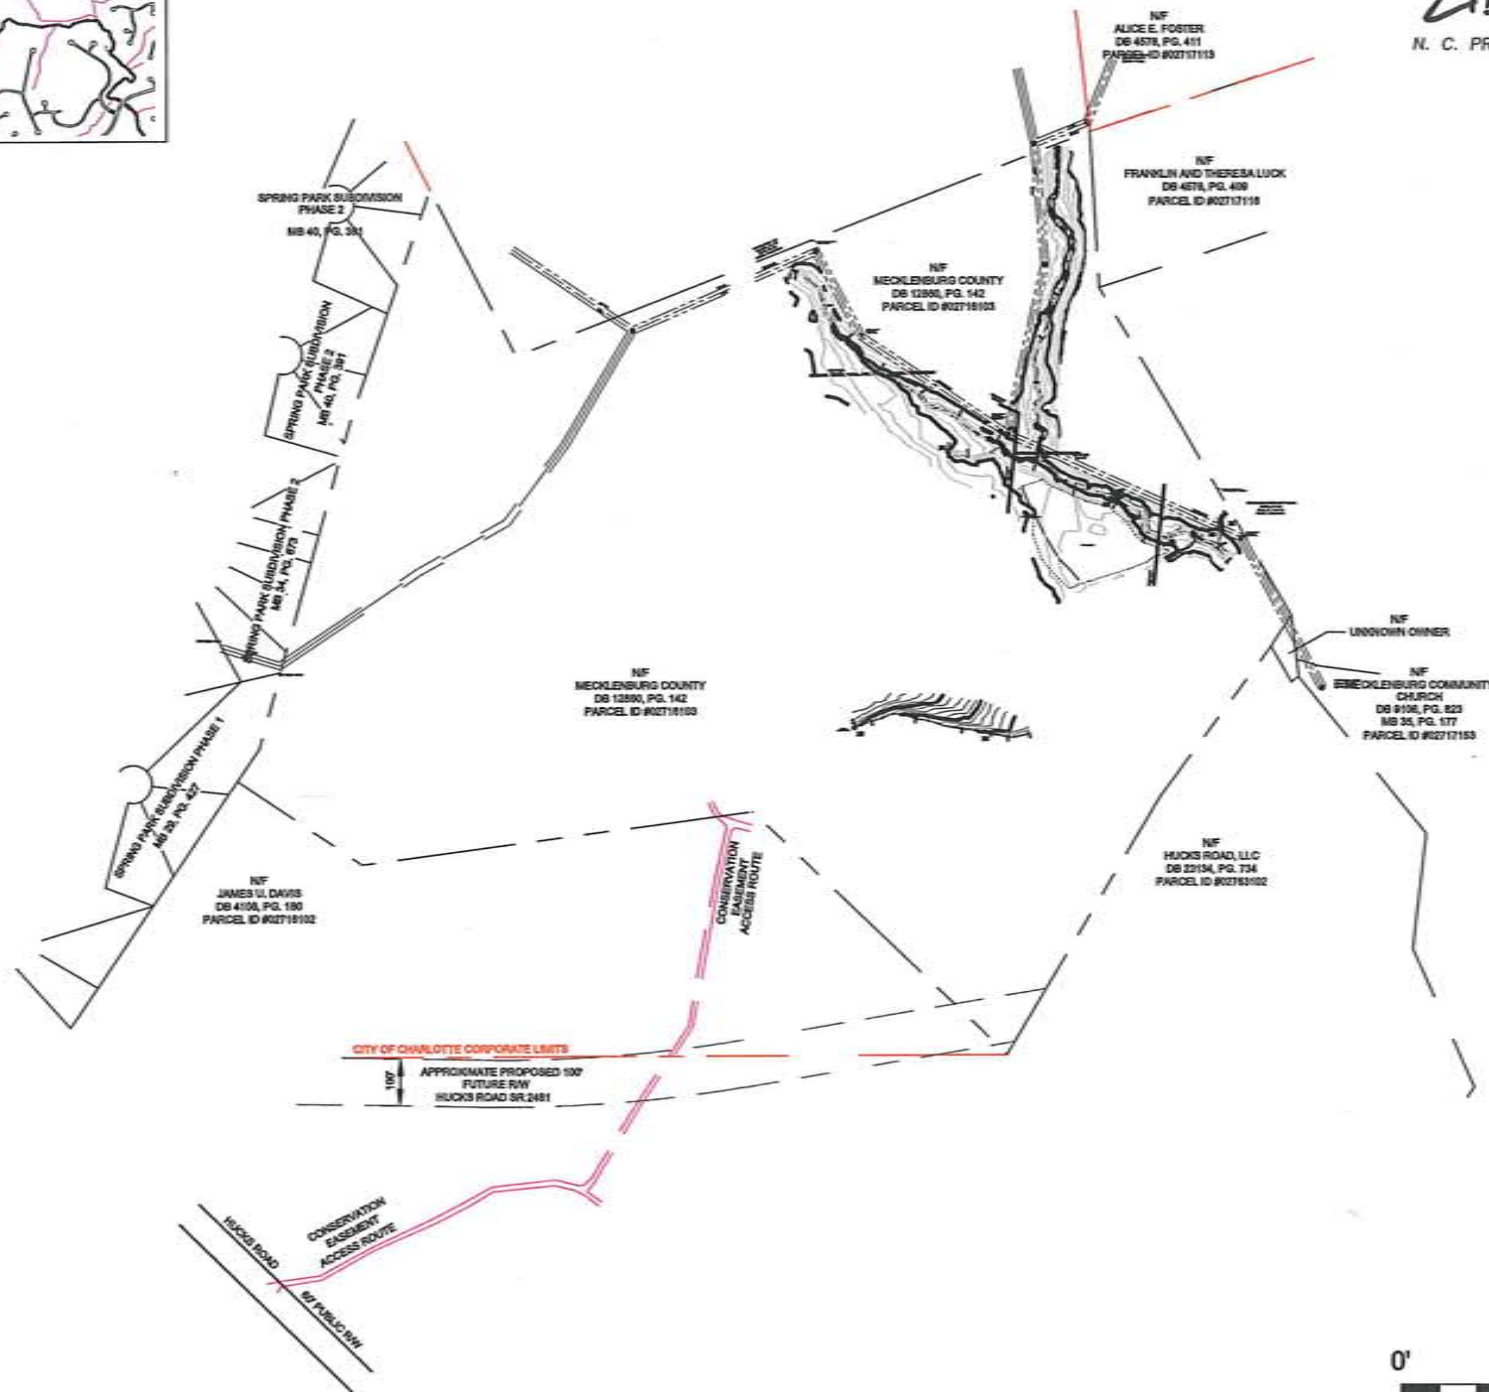 N. C. PR
N/F
ALICE E. FOSTER
DB 4578, PG. 411
PARCEL ID #02717113
N/F
FRANKLIN AND THERESA LUCK
DB 4578, PG. 409
PARCEL ID #02717116
SPRING PARK SUBDIVISION
PHASE 2
MB 40, PG. 391
N/F
MECKLENBURG COUNTY
DB 12860, PG. 142
PARCEL ID #02716103
SPRING PARK SUBDIVISION
PHASE 2
MB 40, PG. 391
SPRING PARK SUBDIVISION PHASE 2
MB 34, PG. 673
N/F
UNKNOWN OWNER
N/F
MECKLENBURG COUNTY
DB 12860, PG. 142
PARCEL ID #02716103
N/F
MECKLENBURG COMMUNITY
CHURCH
DB 9106, PG. 823
MB 35, PG. 177
PARCEL ID #02717153
SPRING PARK SUBDIVISION PHASE 1
PG. 427
N/F
HUCKS ROAD, LLC
DB 23134, PG. 734
PARCEL ID #02763102
CONSERVATION
EASEMENT
ACCESS ROUTE
N/F
JAMES U. DAVIS
DB 4108, PG. 180
PARCEL ID #02716102
CITY OF CHARLOTTE CORPORATE LIMITS
100'
APPROXIMATE PROPOSED 100'
FUTURE R/W
HUCKS ROAD SR 2481
CONSERVATION
EASEMENT
ACCESS ROUTE
HUCKS ROAD
60' PUBLIC R/W
0'